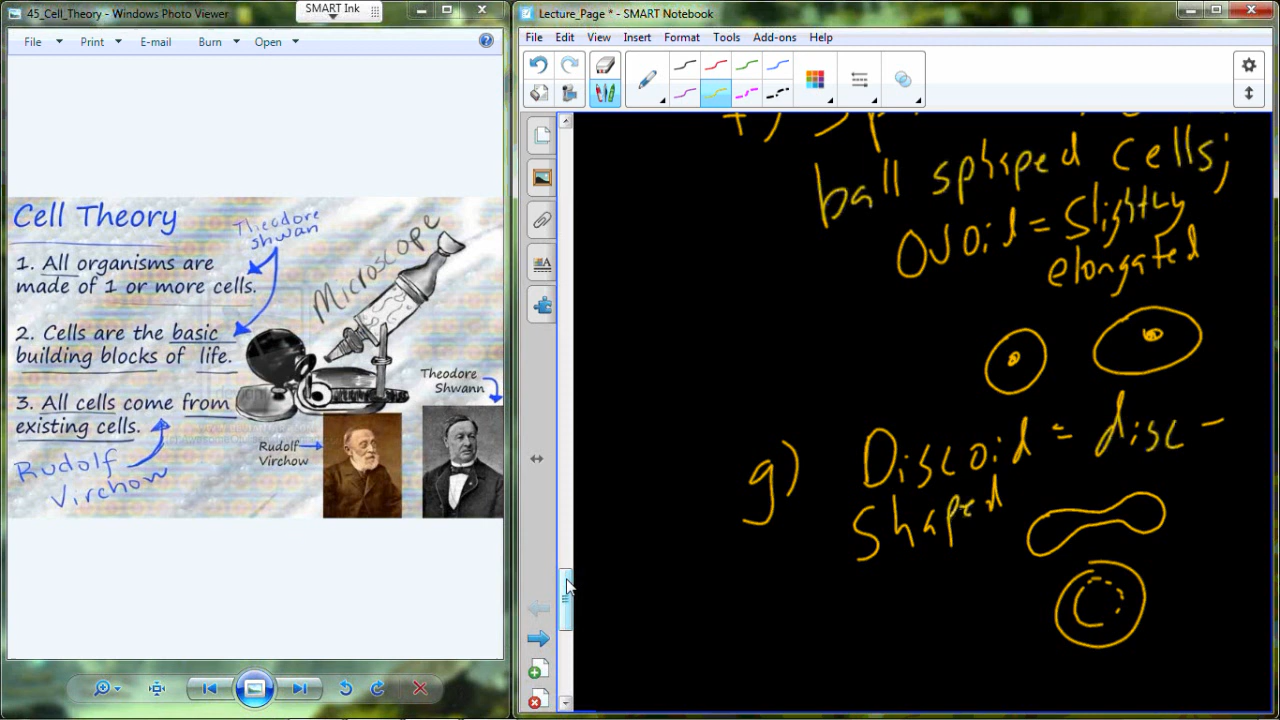 45_Cell_Theory - Windows Photo Viewer
SMART Ink
File Print E-mail Burn Open
Cell Theory
Theodore
shwan
1. All organisms are
made of 1 or more cells.
Microscope
2. Cells are the basic
building blocks of life.
3. All cells come from
existing cells.
Rudolf
Virchow
Theodore
Shwann
Rudolf
Virchow
Lecture_Page * - SMART Notebook
File Edit View Insert Format Tools Add-ons Help
ball sphaped cells;
Ovoid = Slightly
elongated
g) Discoid = disc -
Shaped